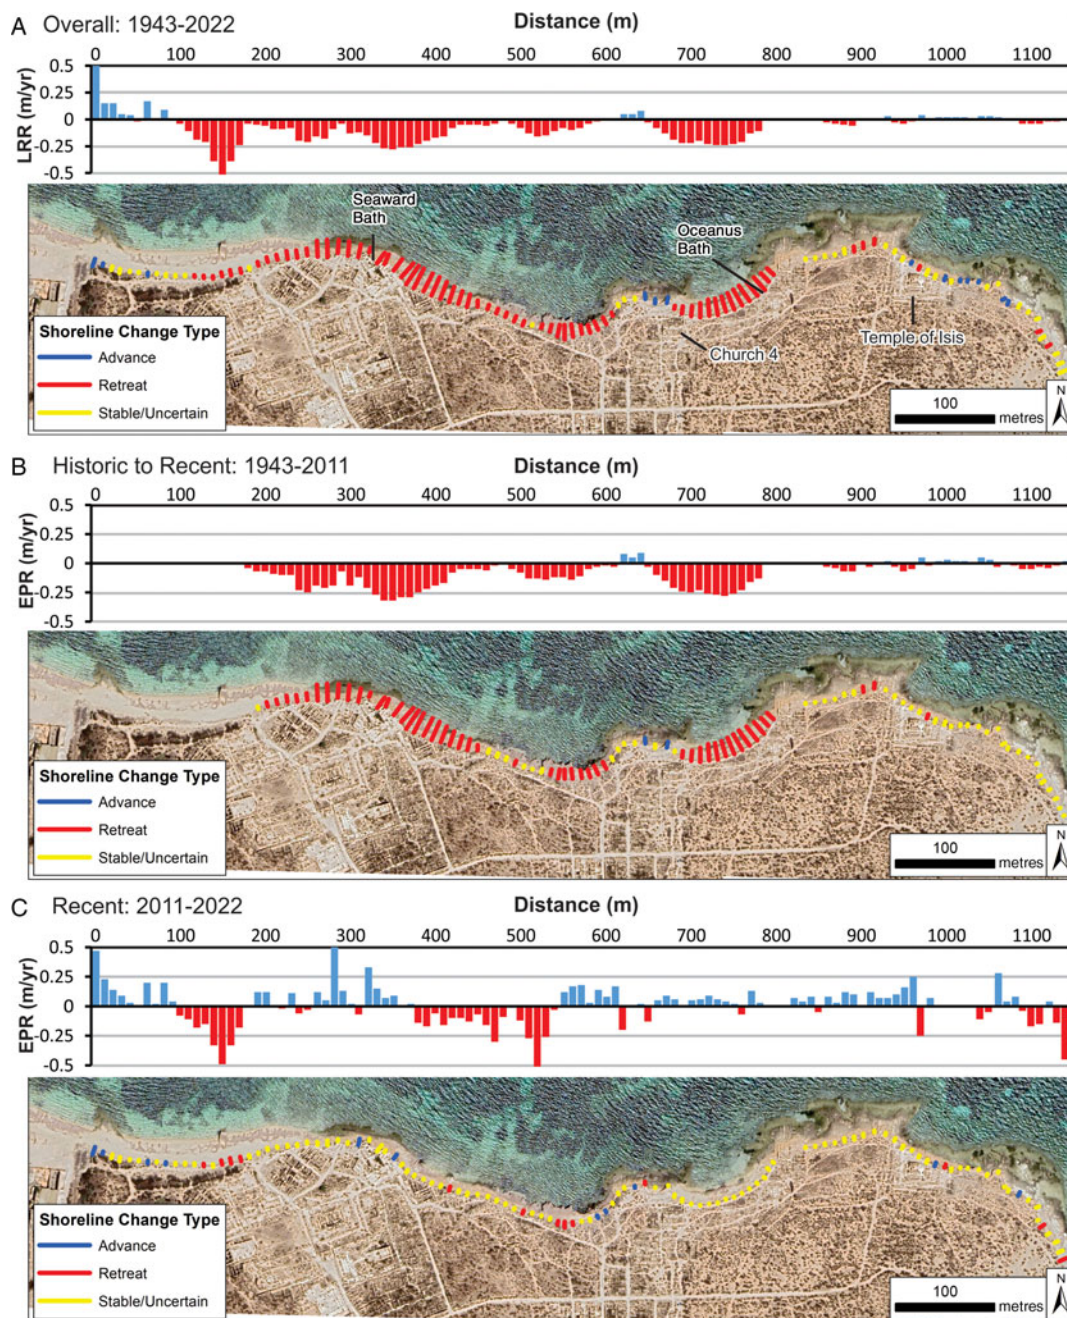 A Overall: 1943-2022
Distance (m)
0 100 200 300 400 500 600 700 800 900 1000 1100
LRR (m/yr)
0.5
0.25
0
-0.25
-0.5
Seaward
Bath
Oceanus
Bath
Church 4
Temple of Isis
Shoreline Change Type
Advance
Retreat
Stable/Uncertain
N
100
metres
B Historic to Recent: 1943-2011
Distance (m)
0 100 200 300 400 500 600 700 800 900 1000 1100
EPR (m/yr)
0.5
0.25
0
-0.25
-0.5
Shoreline Change Type
Advance
Retreat
Stable/Uncertain
N
100
metres
C Recent: 2011-2022
Distance (m)
0 100 200 300 400 500 600 700 800 900 1000 1100
EPR (m/yr)
0.5
0.25
0
-0.25
-0.5
Shoreline Change Type
Advance
Retreat
Stable/Uncertain
N
100
metres